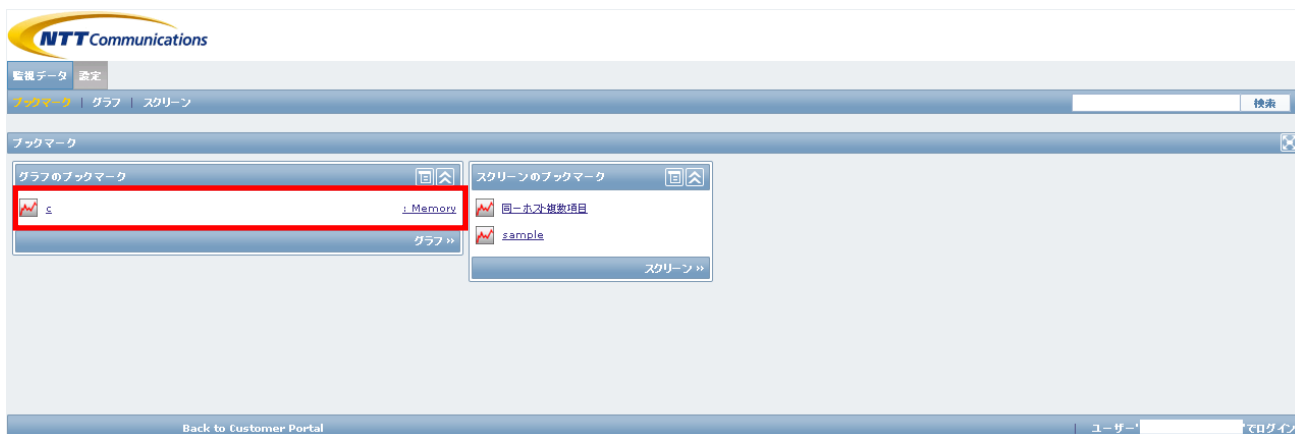 NTT Communications
監視データ 設定
ブックマーク | グラフ | スクリーン 検索
ブックマーク
グラフのブックマーク
c : Memory
グラフ »
スクリーンのブックマーク
同一ホスト複数項目
sample
スクリーン »
Back to Customer Portal | ユーザー' 'でログイン